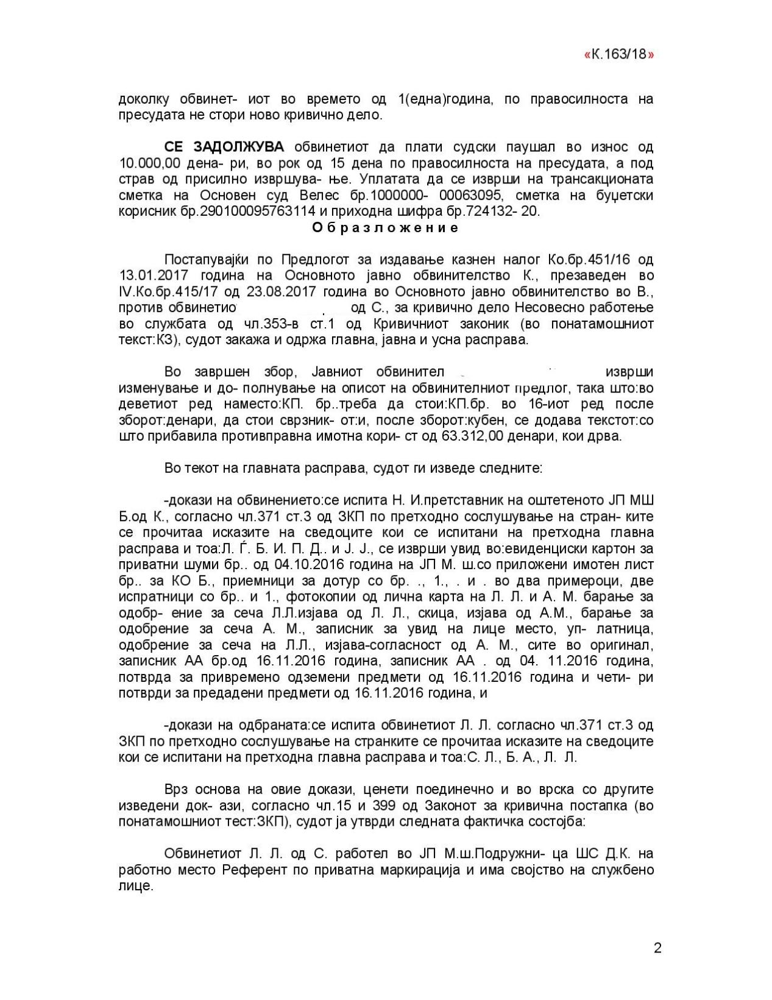 «К.163/18»
доколку обвинет- иот во времето од 1(една)година, по правосилноста на
пресудата не стори ново кривично дело.
СЕ ЗАДОЛЖУВА обвинетиот да плати судски паушал во износ од
10.000,00 дена- ри, во рок од 15 дена по правосилноста на пресудата, а под
страв од присилно извршува- ње. Уплатата да се изврши на трансакционата
сметка на Основен суд Велес бр.1000000- 00063095, сметка на буџетски
корисник бр.290100095763114 и приходна шифра бр.724132- 20.
О б р а з л о ж е н и е
Постапувајќи по Предлогот за издавање казнен налог Ко.бр.451/16 од
13.01.2017 година на Основното јавно обвинителство К., презаведен во
IV.Ко.бр.415/17 од 23.08.2017 година во Основното јавно обвинителство во В.,
против обвинетио од С., за кривично дело Несовесно работење
во службата од чл.353-в ст.1 од Кривичниот законик (во понатамошниот
текст:КЗ), судот закажа и одржа главна, јавна и усна расправа.
Во завршен збор, Јавниот обвинител изврши
изменување и до- полнување на описот на обвинителниот предлог, така што:во
деветиот ред наместо:КП. бр..треба да стои:КП.бр. во 16-иот ред после
зборот:денари, да стои сврзник- от:и, после зборот:кубен, се додава текстот:со
што прибавила противправна имотна кори- ст од 63.312,00 денари, кои дрва.
Во текот на главната расправа, судот ги изведе следните:
-докази на обвинението:се испита Н. И.претставник на оштетеното ЈП МШ
Б.од К., согласно чл.371 ст.3 од ЗКП по претходно сослушување на стран- ките
се прочитаа исказите на сведоците кои се испитани на претходна главна
расправа и тоа:Л. Ѓ. Б. И. П. Д.. и Ј. Ј., се изврши увид во:евиденциски картон за
приватни шуми бр.. од 04.10.2016 година на ЈП М. ш.со приложени имотен лист
бр.. за КО Б., приемници за дотур со бр. ., 1., . и . во два примероци, две
испратници со бр.. и 1., фотокопии од лична карта на Л. Л. и А. М. барање за
одобр- ение за сеча Л.Л.изјава од Л. Л., скица, изјава од А.М., барање за
одобрение за сеча А. М., записник за увид на лице место, уп- латница,
одобрение за сеча на Л.Л., изјава-согласност од А. М., сите во оригинал,
записник АА бр.од 16.11.2016 година, записник АА . од 04. 11.2016 година,
потврда за привремено одземени предмети од 16.11.2016 година и чети- ри
потврди за предадени предмети од 16.11.2016 година, и
-докази на одбраната:се испита обвинетиот Л. Л. согласно чл.371 ст.3 од
ЗКП по претходно сослушување на странките се прочитаа исказите на сведоците
кои се испитани на претходна главна расправа и тоа:С. Л., Б. А., Л. Л.
Врз основа на овие докази, ценети поединечно и во врска со другите
изведени док- ази, согласно чл.15 и 399 од Законот за кривична постапка (во
понатамошниот тест:ЗКП), судот ја утврди следната фактичка состојба:
Обвинетиот Л. Л. од С. работел во ЈП М.ш.Подружни- ца ШС Д.К. на
работно место Референт по приватна маркирација и има својство на службено
лице.
2